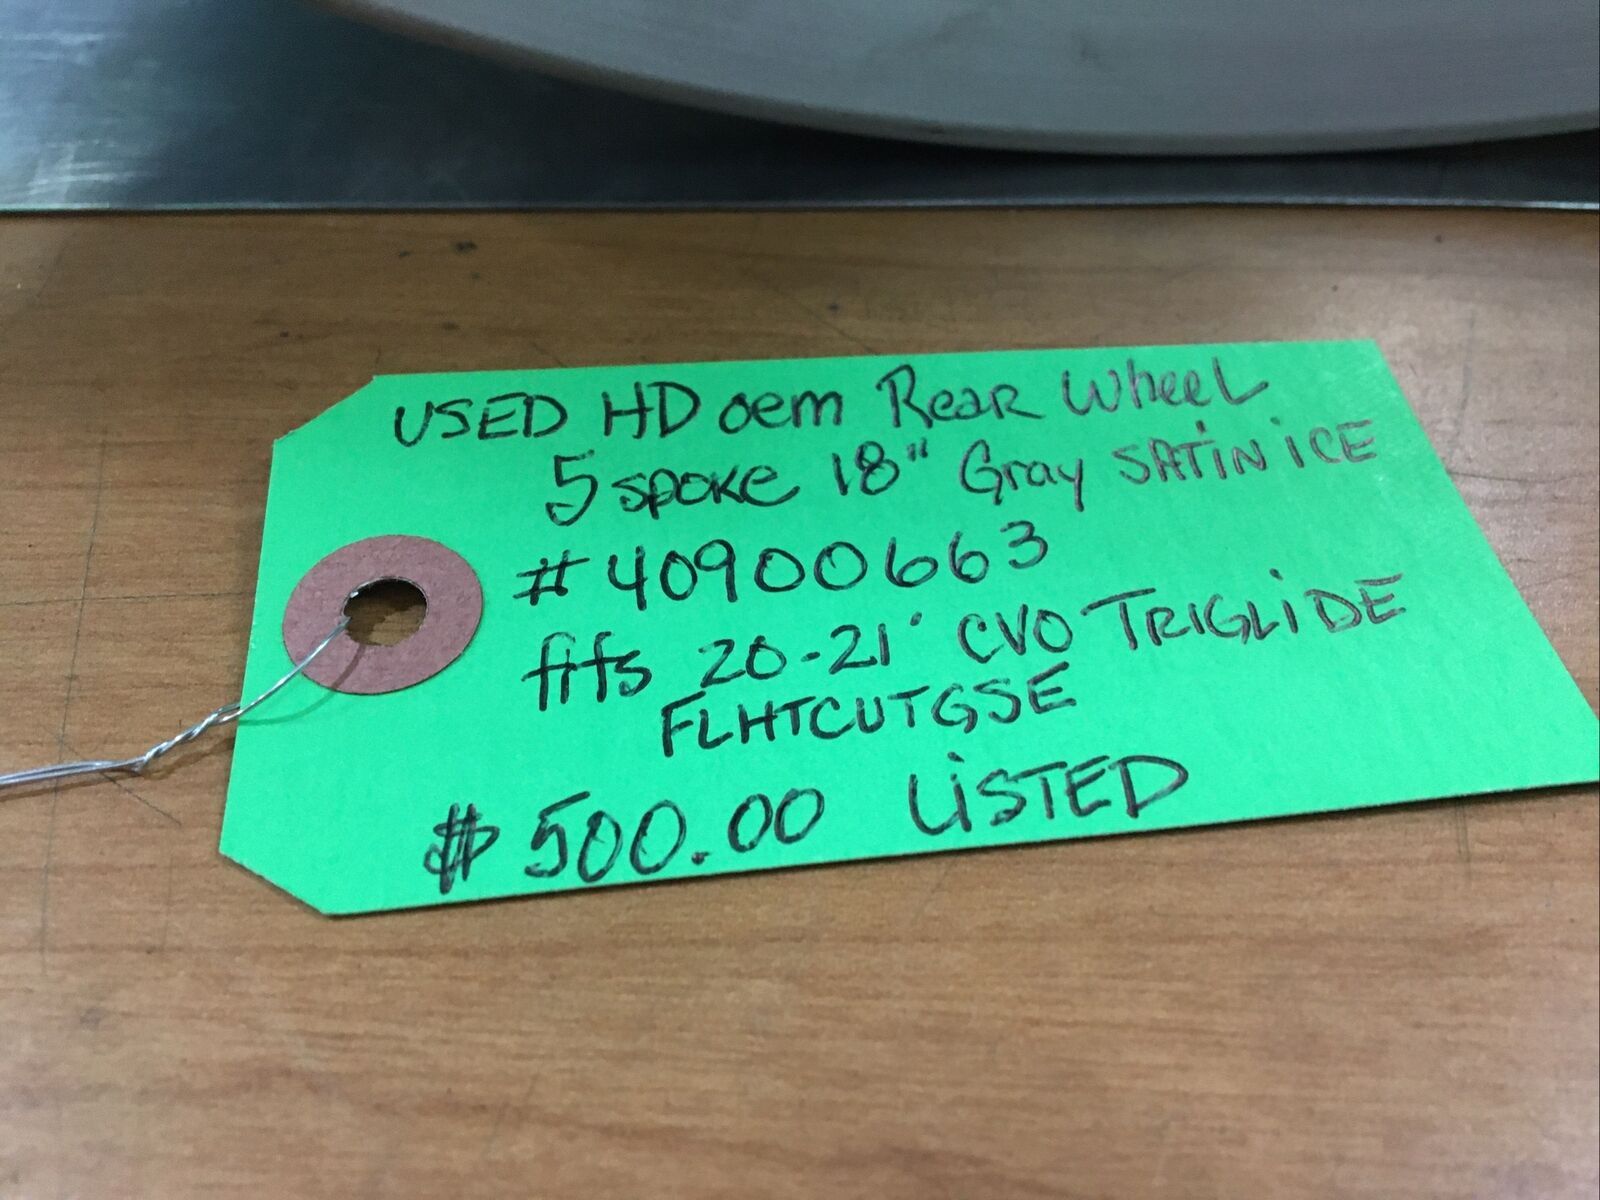 USED HD oem Rear Wheel
5 spoke 18" Gray SATIN iCE
#40900663
fits 20-21' CVO TRIGLiDE
FLHTCUTGSE
$500.00 LiSTED